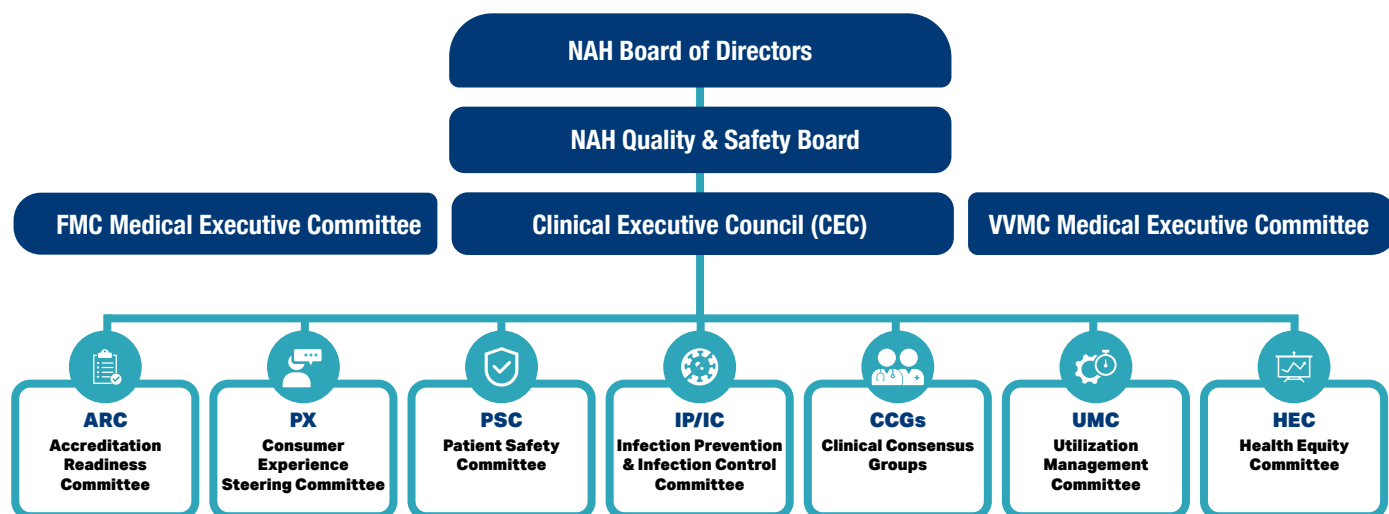 NAH Board of Directors
NAH Quality & Safety Board
FMC Medical Executive Committee
Clinical Executive Council (CEC)
VVMC Medical Executive Committee
ARC
Accreditation
Readiness
Committee
PX
Consumer
Experience
Steering Committee
PSC
Patient Safety
Committee
IP/IC
Infection Prevention
& Infection Control
Committee
CCGs
Clinical Consensus
Groups
UMC
Utilization
Management
Committee
HEC
Health Equity
Committee